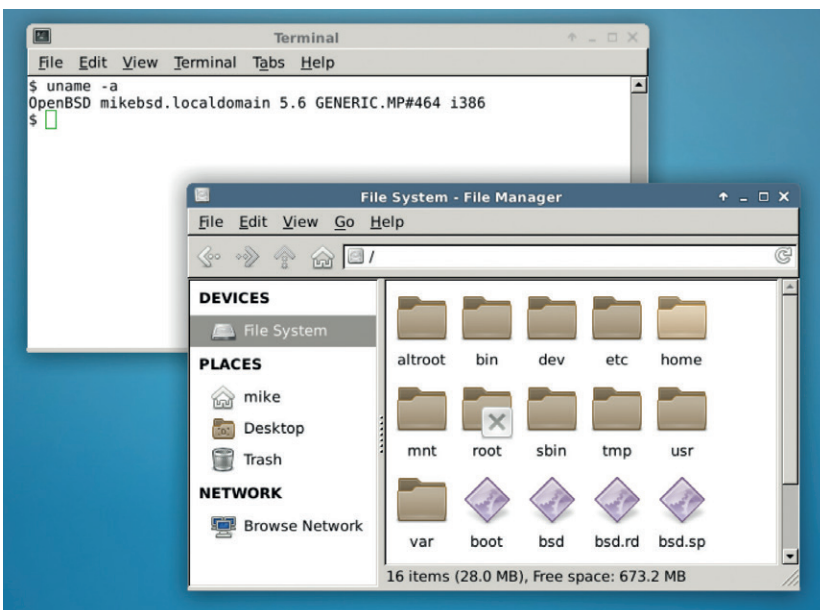 Terminal
File Edit View Terminal Tabs Help
$ uname -a
OpenBSD mikebsd.localdomain 5.6 GENERIC.MP#464 i386
$
File System - File Manager
File Edit View Go Help
/
DEVICES
File System
PLACES
mike
Desktop
Trash
NETWORK
Browse Network
altroot bin dev etc home
mnt root sbin tmp usr
var boot bsd bsd.rd bsd.sp
16 items (28.0 MB), Free space: 673.2 MB